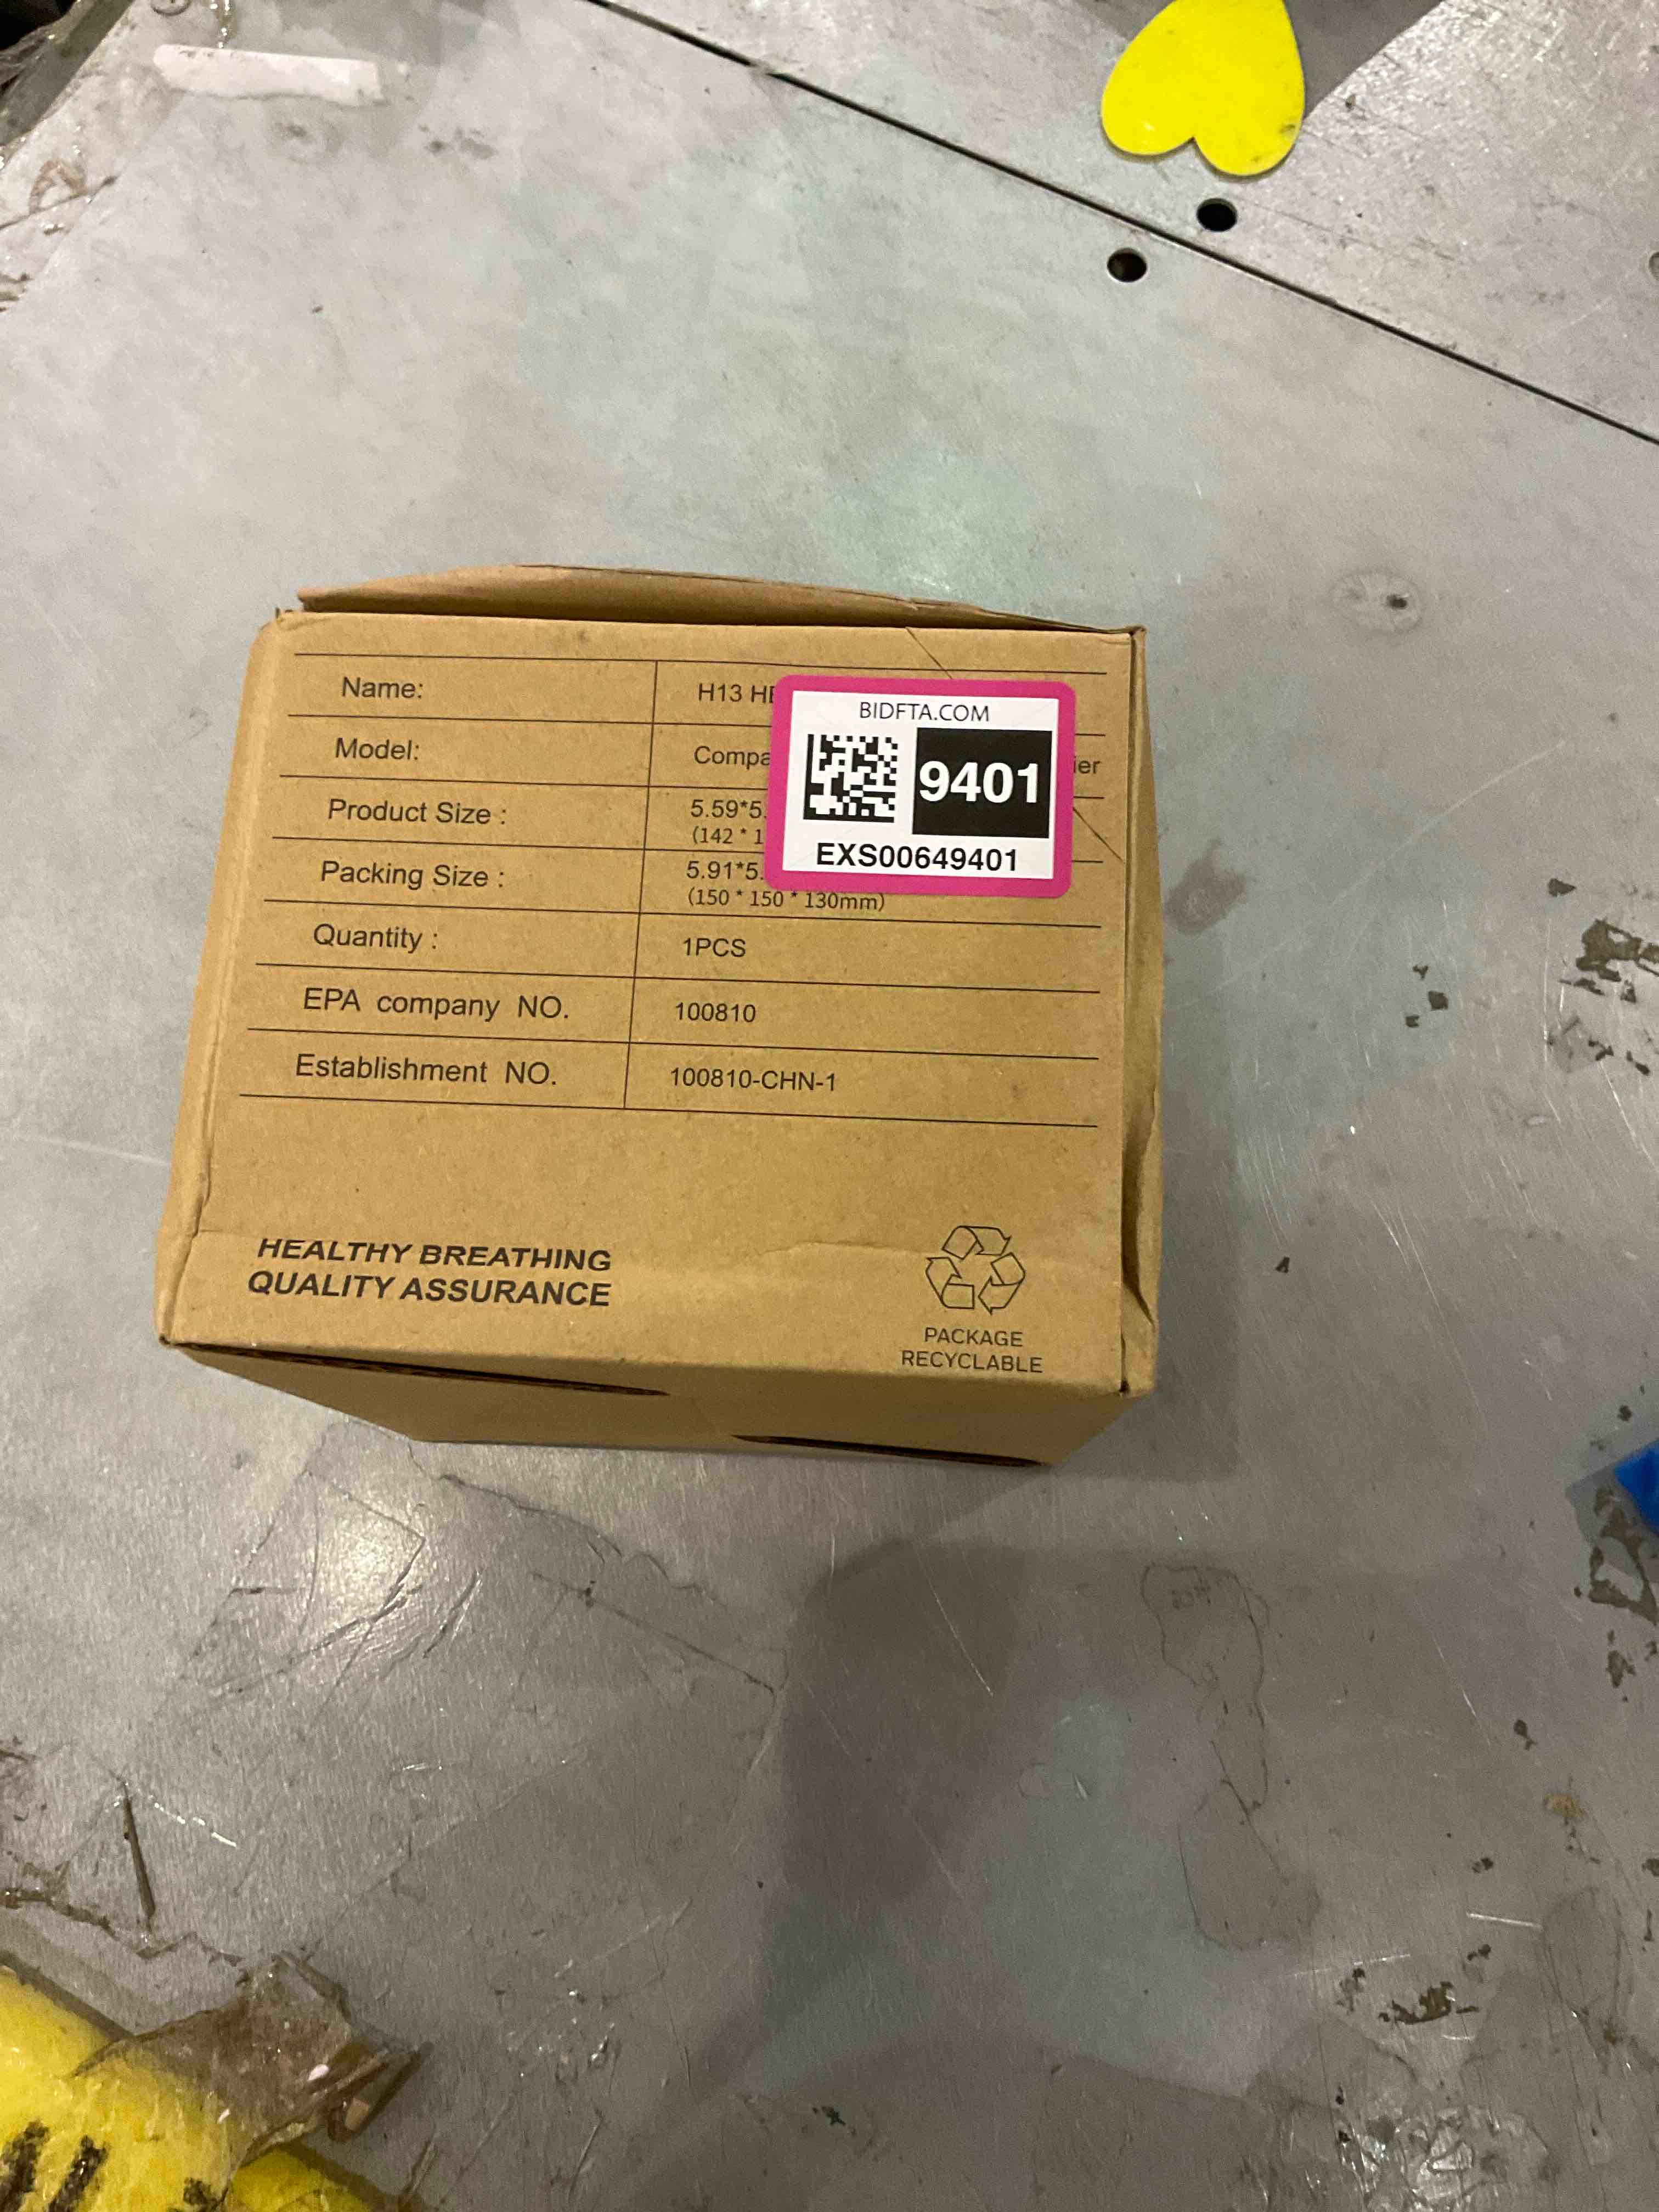 Name: H13 HE
Model: Compa ier
Product Size : 5.59*5.
(142 * 1
Packing Size : 5.91*5.
(150 * 150 * 130mm)
Quantity : 1PCS
EPA company NO. 100810
Establishment NO. 100810-CHN-1
BIDFTA.COM
9401
EXS00649401
HEALTHY BREATHING
QUALITY ASSURANCE
PACKAGE
RECYCLABLE